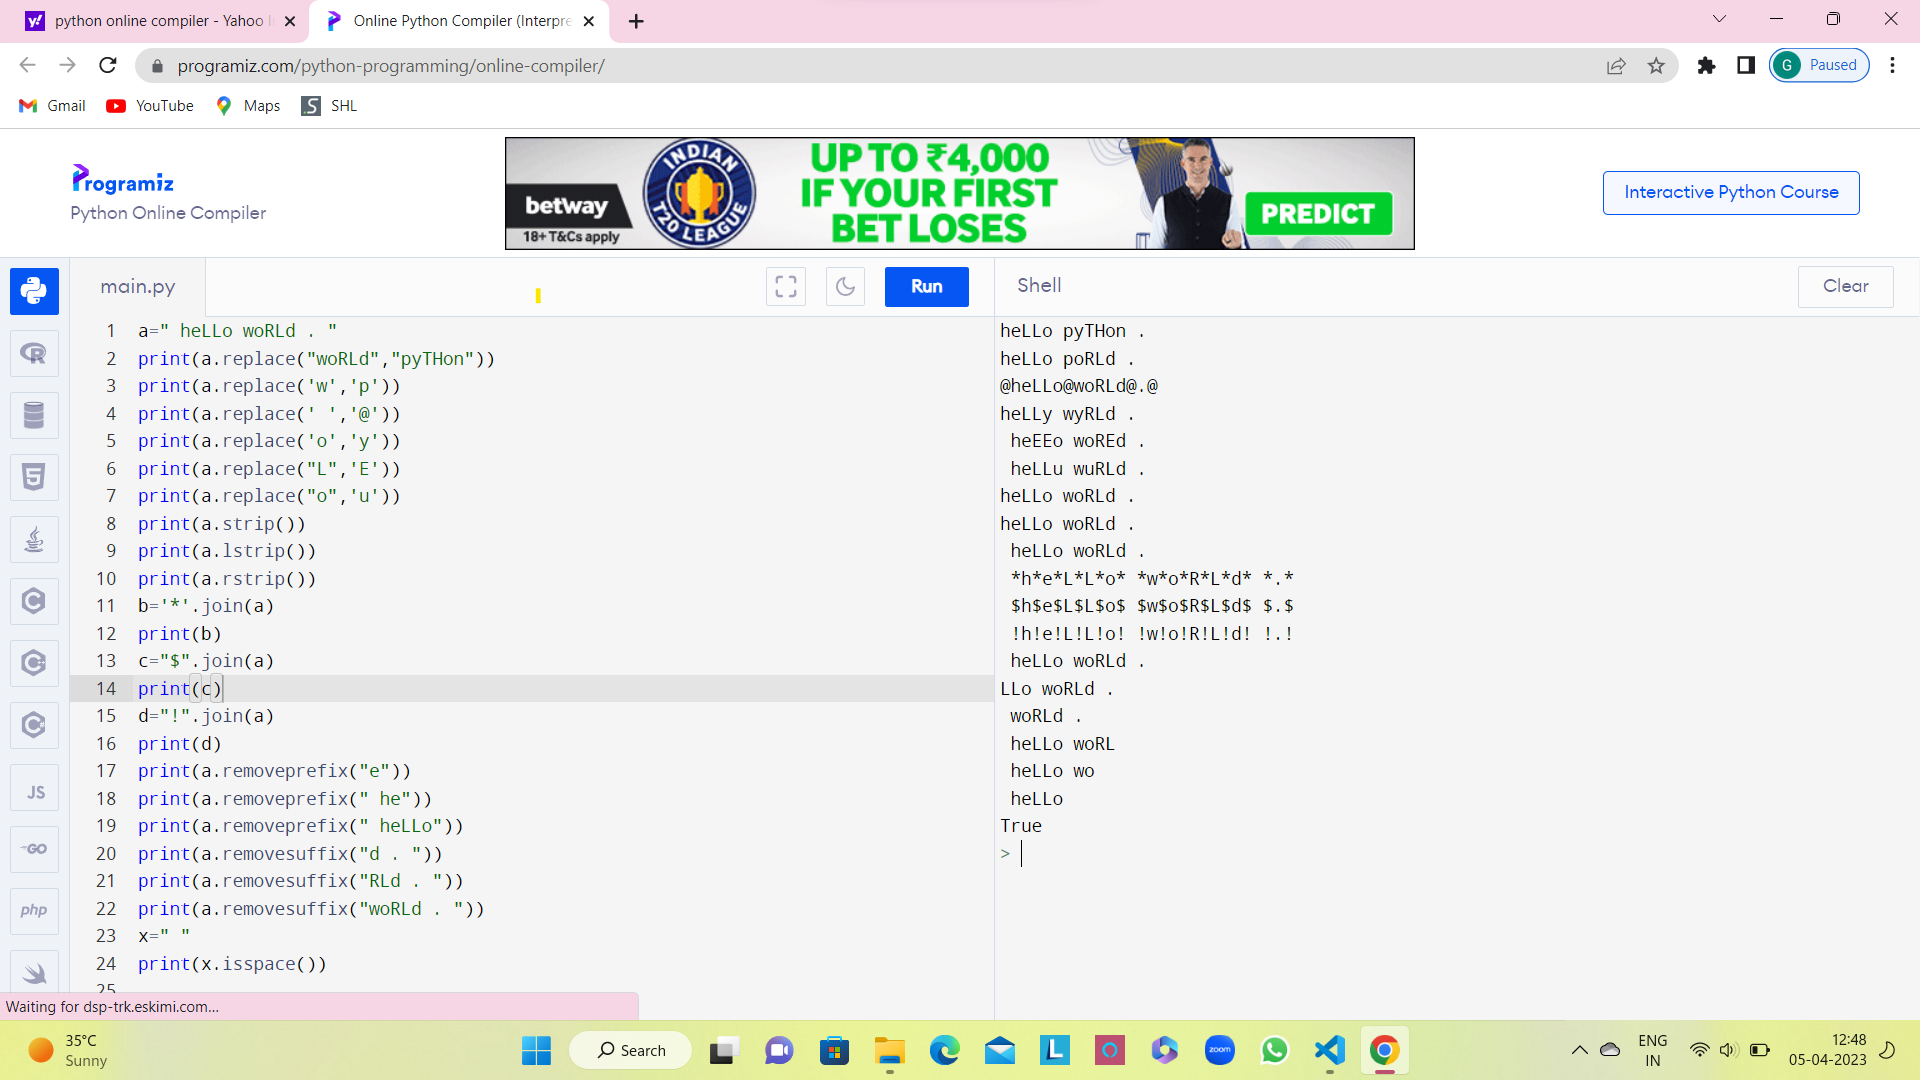 python online compiler - Yahoo I
Online Python Compiler (Interpre
programiz.com/python-programming/online-compiler/
G Paused
Gmail YouTube Maps SHL
Programiz
Python Online Compiler
betway
18+ T&Cs apply
INDIAN
T20 LEAGUE
UP TO ₹4,000
IF YOUR FIRST
BET LOSES
PREDICT
Interactive Python Course
main.py
Run
Shell
Clear
1 a=" heLLo woRLd . "
2 print(a.replace("woRLd","pyTHon"))
3 print(a.replace('w','p'))
4 print(a.replace(' ','@'))
5 print(a.replace('o','y'))
6 print(a.replace("L",'E'))
7 print(a.replace("o",'u'))
8 print(a.strip())
9 print(a.lstrip())
10 print(a.rstrip())
11 b='*'.join(a)
12 print(b)
13 c="$".join(a)
14 print(c)
15 d="!".join(a)
16 print(d)
17 print(a.removeprefix("e"))
18 print(a.removeprefix(" he"))
19 print(a.removeprefix(" heLLo"))
20 print(a.removesuffix("d . "))
21 print(a.removesuffix("RLd . "))
22 print(a.removesuffix("woRLd . "))
23 x=" "
24 print(x.isspace())
25
heLLo pyTHon .
heLLo poRLd .
@heLLo@woRLd@.@
heLLy wyRLd .
 heEEo woREd .
 heLLu wuRLd .
heLLo woRLd .
heLLo woRLd .
 heLLo woRLd .
 *h*e*L*L*o* *w*o*R*L*d* *.*
 $h$e$L$L$o$ $w$o$R$L$d$ $.$
 !h!e!L!L!o! !w!o!R!L!d! !.!
 heLLo woRLd .
LLo woRLd .
 woRLd .
 heLLo woRL
 heLLo wo
 heLLo
True
>
R
5
C
C
C
JS
GO
php
Waiting for dsp-trk.eskimi.com...
35°C
Sunny
Search
L
zoom
ENG
IN
12:48
05-04-2023